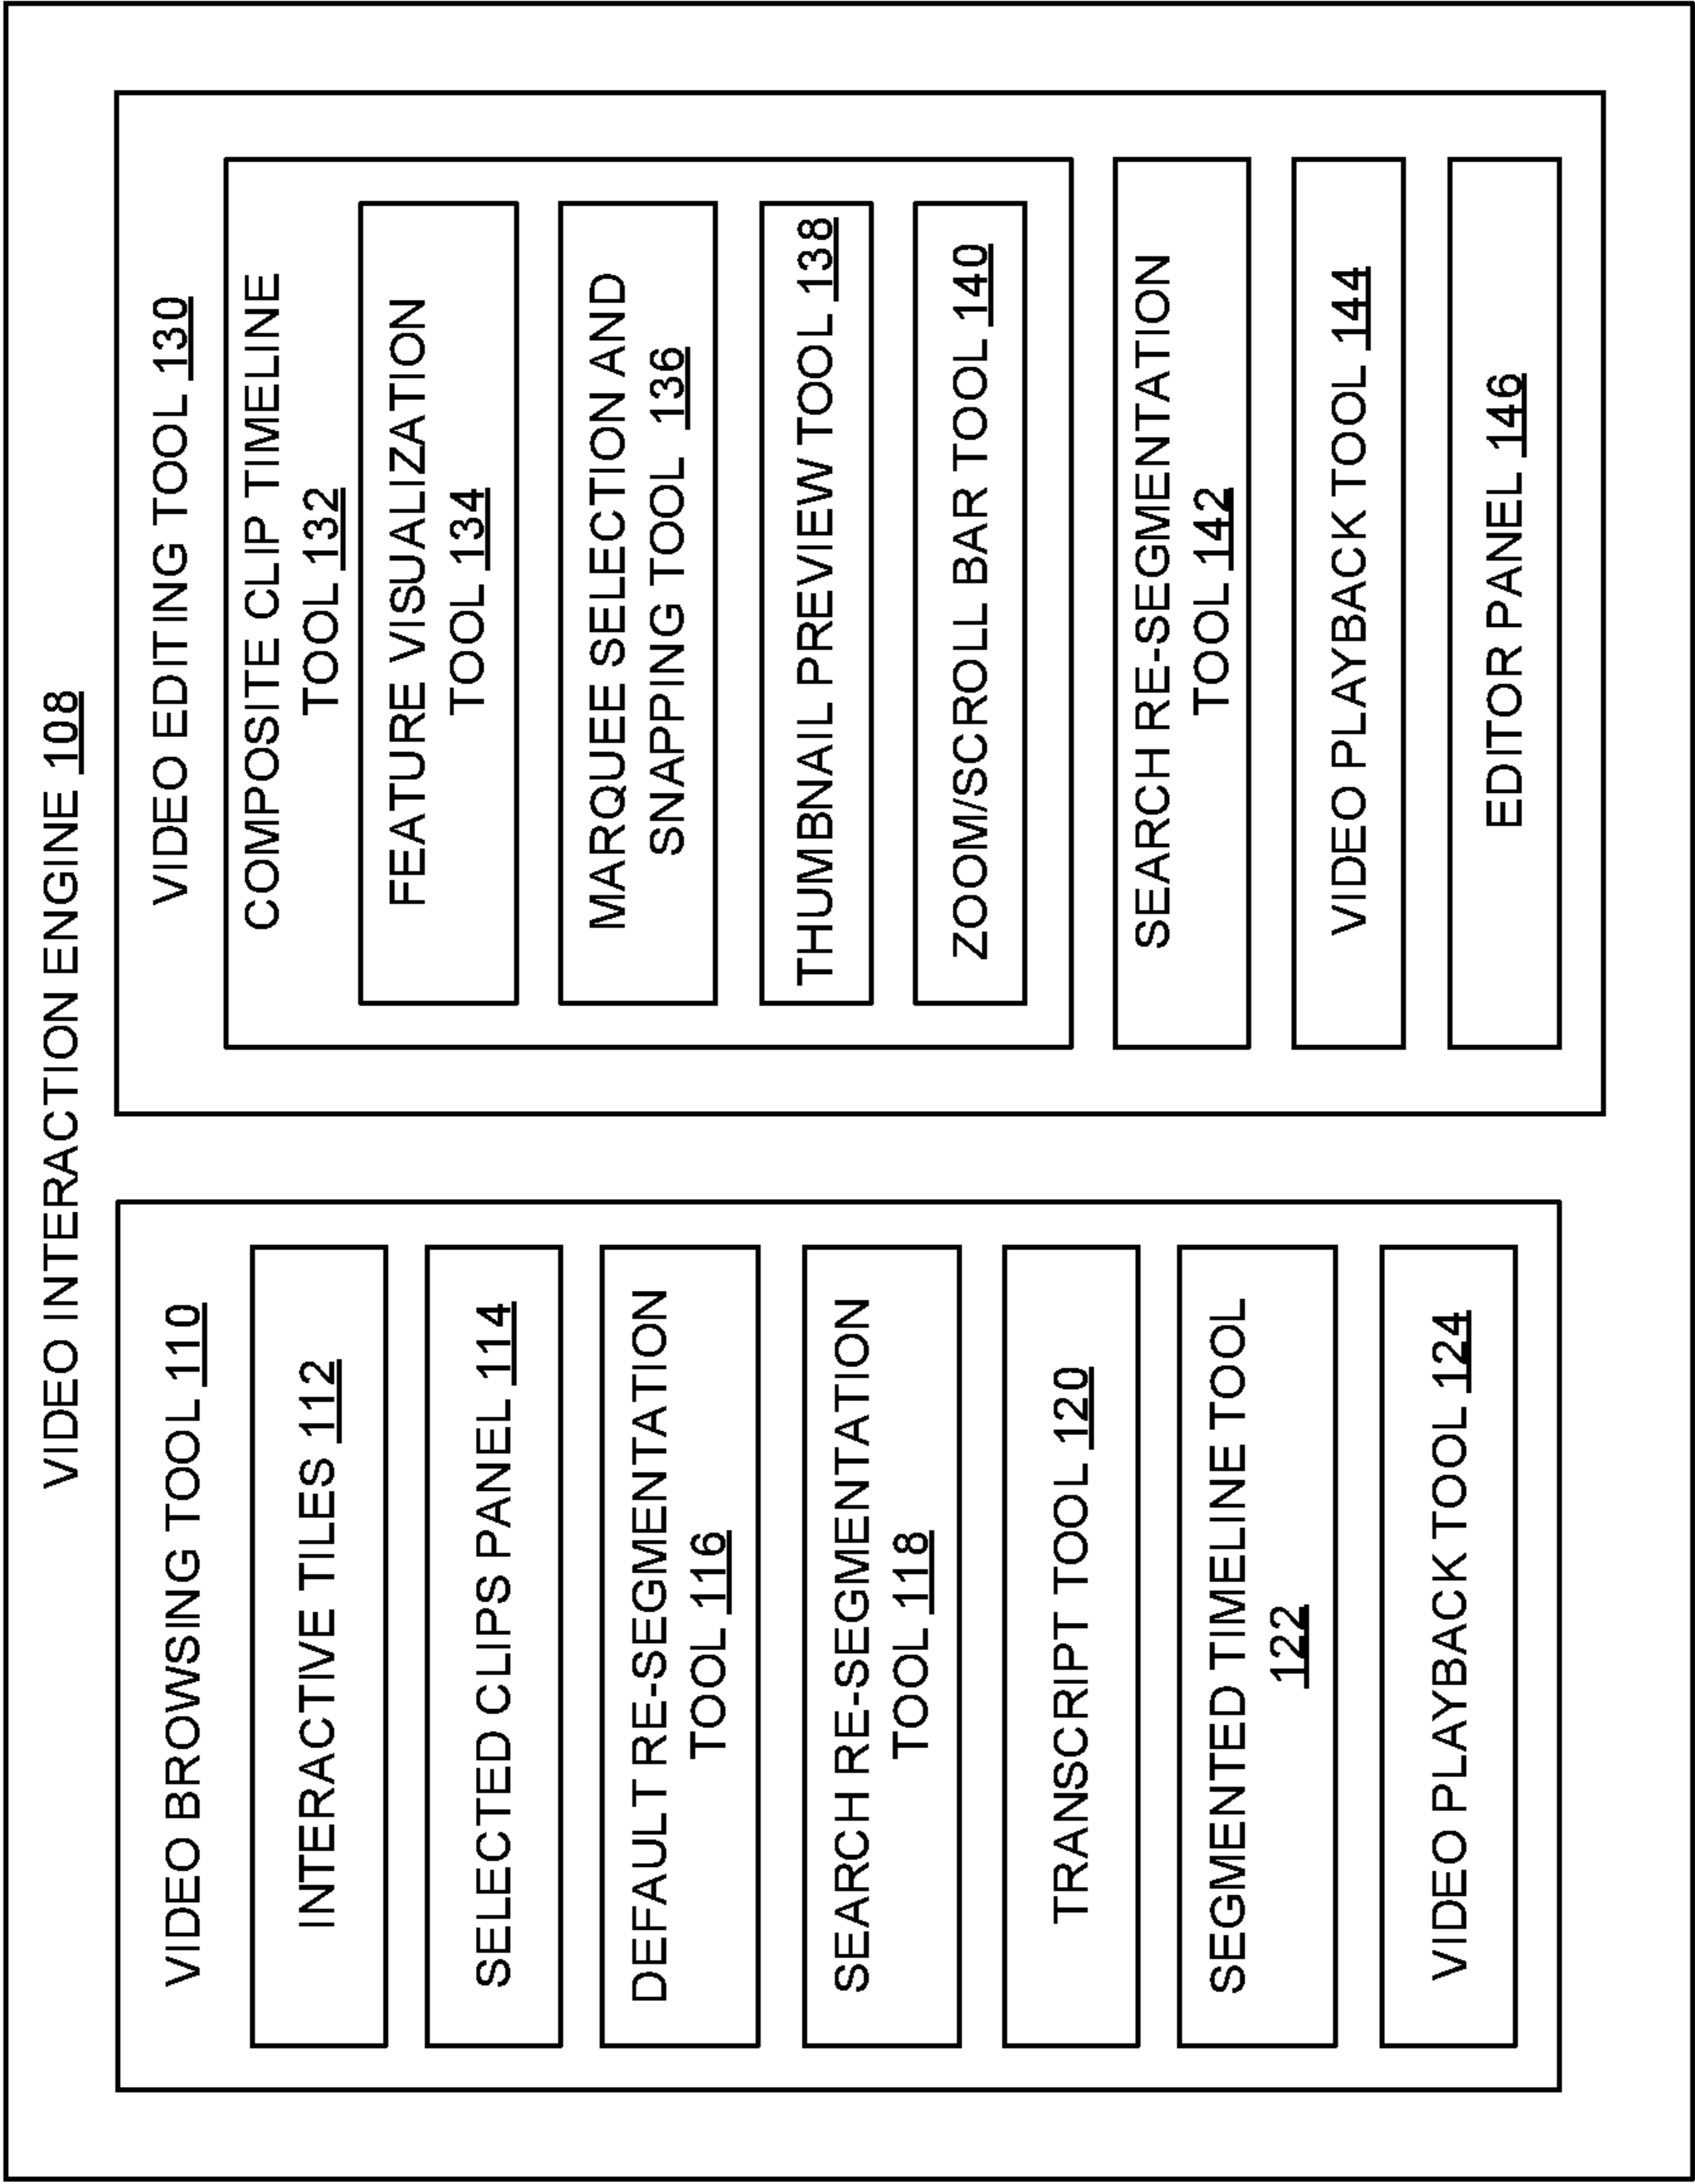 VIDEO INTERACTION ENGINE 108
VIDEO BROWSING TOOL 110
INTERACTIVE TILES 112
SELECTED CLIPS PANEL 114
DEFAULT RE-SEGMENTATION
TOOL 116
SEARCH RE-SEGMENTATION
TOOL 118
TRANSCRIPT TOOL 120
SEGMENTED TIMELINE TOOL
122
VIDEO PLAYBACK TOOL 124
VIDEO EDITING TOOL 130
COMPOSITE CLIP TIMELINE
TOOL 132
FEATURE VISUALIZATION
TOOL 134
MARQUEE SELECTION AND
SNAPPING TOOL 136
THUMBNAIL PREVIEW TOOL 138
ZOOM/SCROLL BAR TOOL 140
SEARCH RE-SEGMENTATION
TOOL 142
VIDEO PLAYBACK TOOL 144
EDITOR PANEL 146